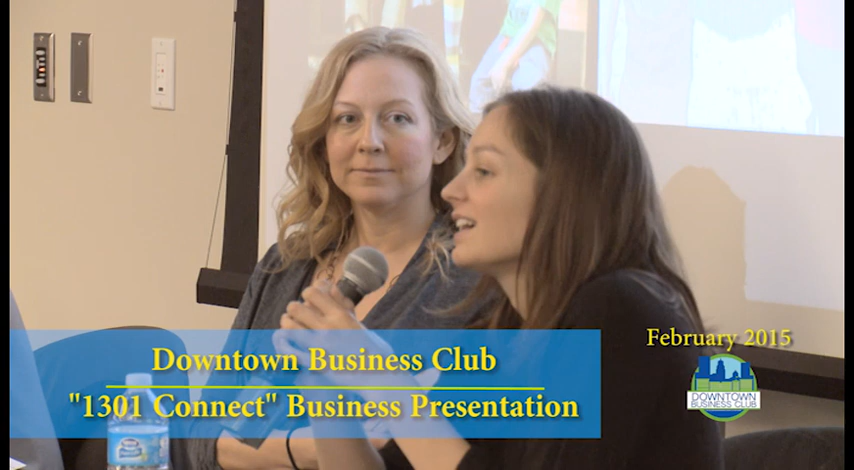 Downtown Business Club
"1301 Connect" Business Presentation
February 2015
DOWNTOWN
BUSINESS CLUB